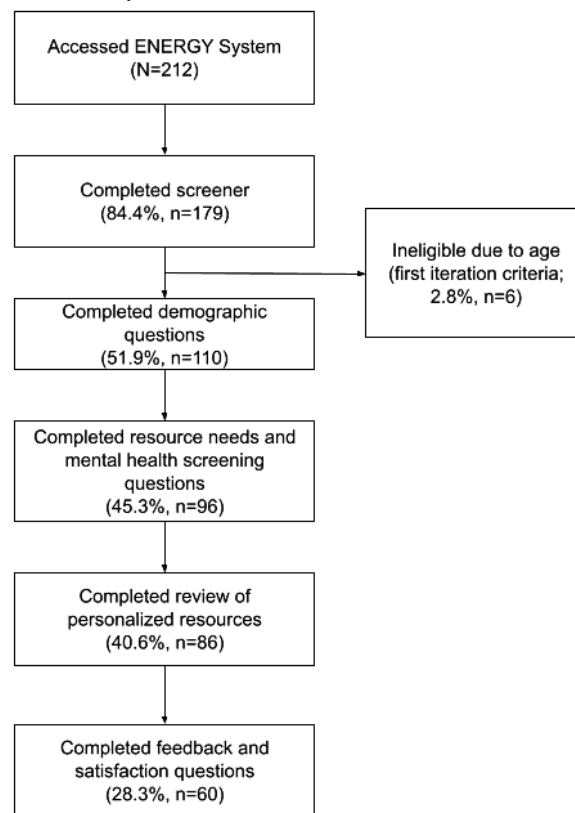 Accessed ENERGY System
(N=212)
Completed screener
(84.4%, n=179)
Ineligible due to age
(first iteration criteria;
2.8%, n=6)
Completed demographic
questions
(51.9%, n=110)
Completed resource needs and
mental health screening
questions
(45.3%, n=96)
Completed review of
personalized resources
(40.6%, n=86)
Completed feedback and
satisfaction questions
(28.3%, n=60)